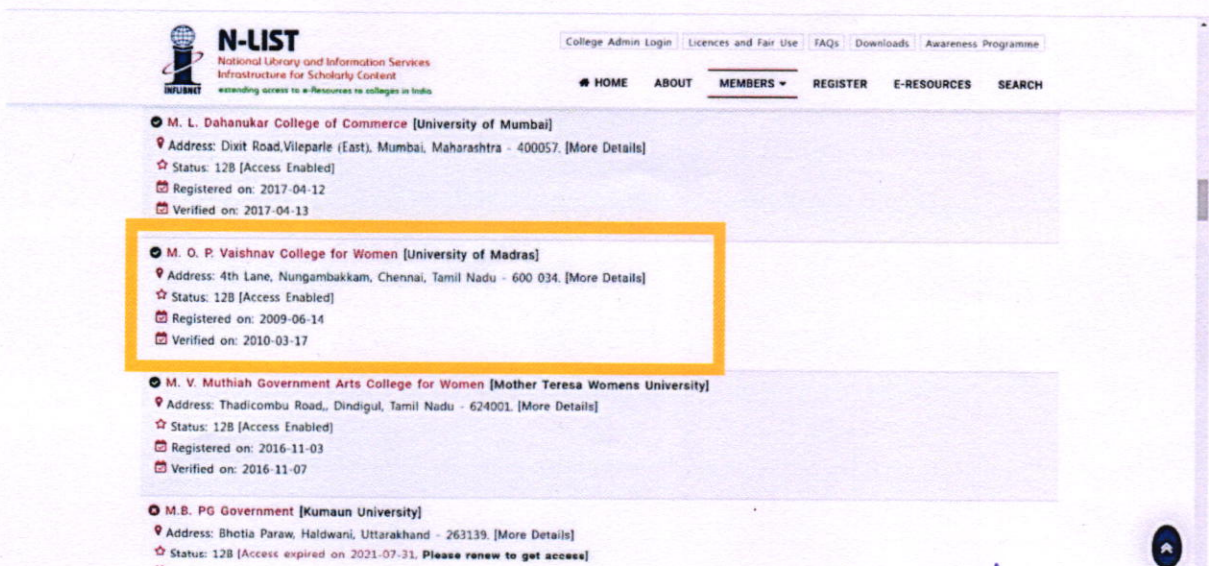 N-LIST
National Library and Information Services
Infrastructure for Scholarly Content
extending access to e-Resources to colleges in India
INFLIBNET
College Admin Login Licences and Fair Use FAQs Downloads Awareness Programme
HOME ABOUT MEMBERS REGISTER E-RESOURCES SEARCH
M. L. Dahanukar College of Commerce [University of Mumbai]
Address: Dixit Road,Vileparle (East), Mumbai, Maharashtra - 400057. [More Details]
Status: 12B [Access Enabled]
Registered on: 2017-04-12
Verified on: 2017-04-13
M. O. P. Vaishnav College for Women [University of Madras]
Address: 4th Lane, Nungambakkam, Chennai, Tamil Nadu - 600 034. [More Details]
Status: 12B [Access Enabled]
Registered on: 2009-06-14
Verified on: 2010-03-17
M. V. Muthiah Government Arts College for Women [Mother Teresa Womens University]
Address: Thadicombu Road,, Dindigul, Tamil Nadu - 624001. [More Details]
Status: 12B [Access Enabled]
Registered on: 2016-11-03
Verified on: 2016-11-07
M.B. PG Government [Kumaun University]
Address: Bhotia Paraw, Haldwani, Uttarakhand - 263139. [More Details]
Status: 12B [Access expired on 2021-07-31, Please renew to get access]